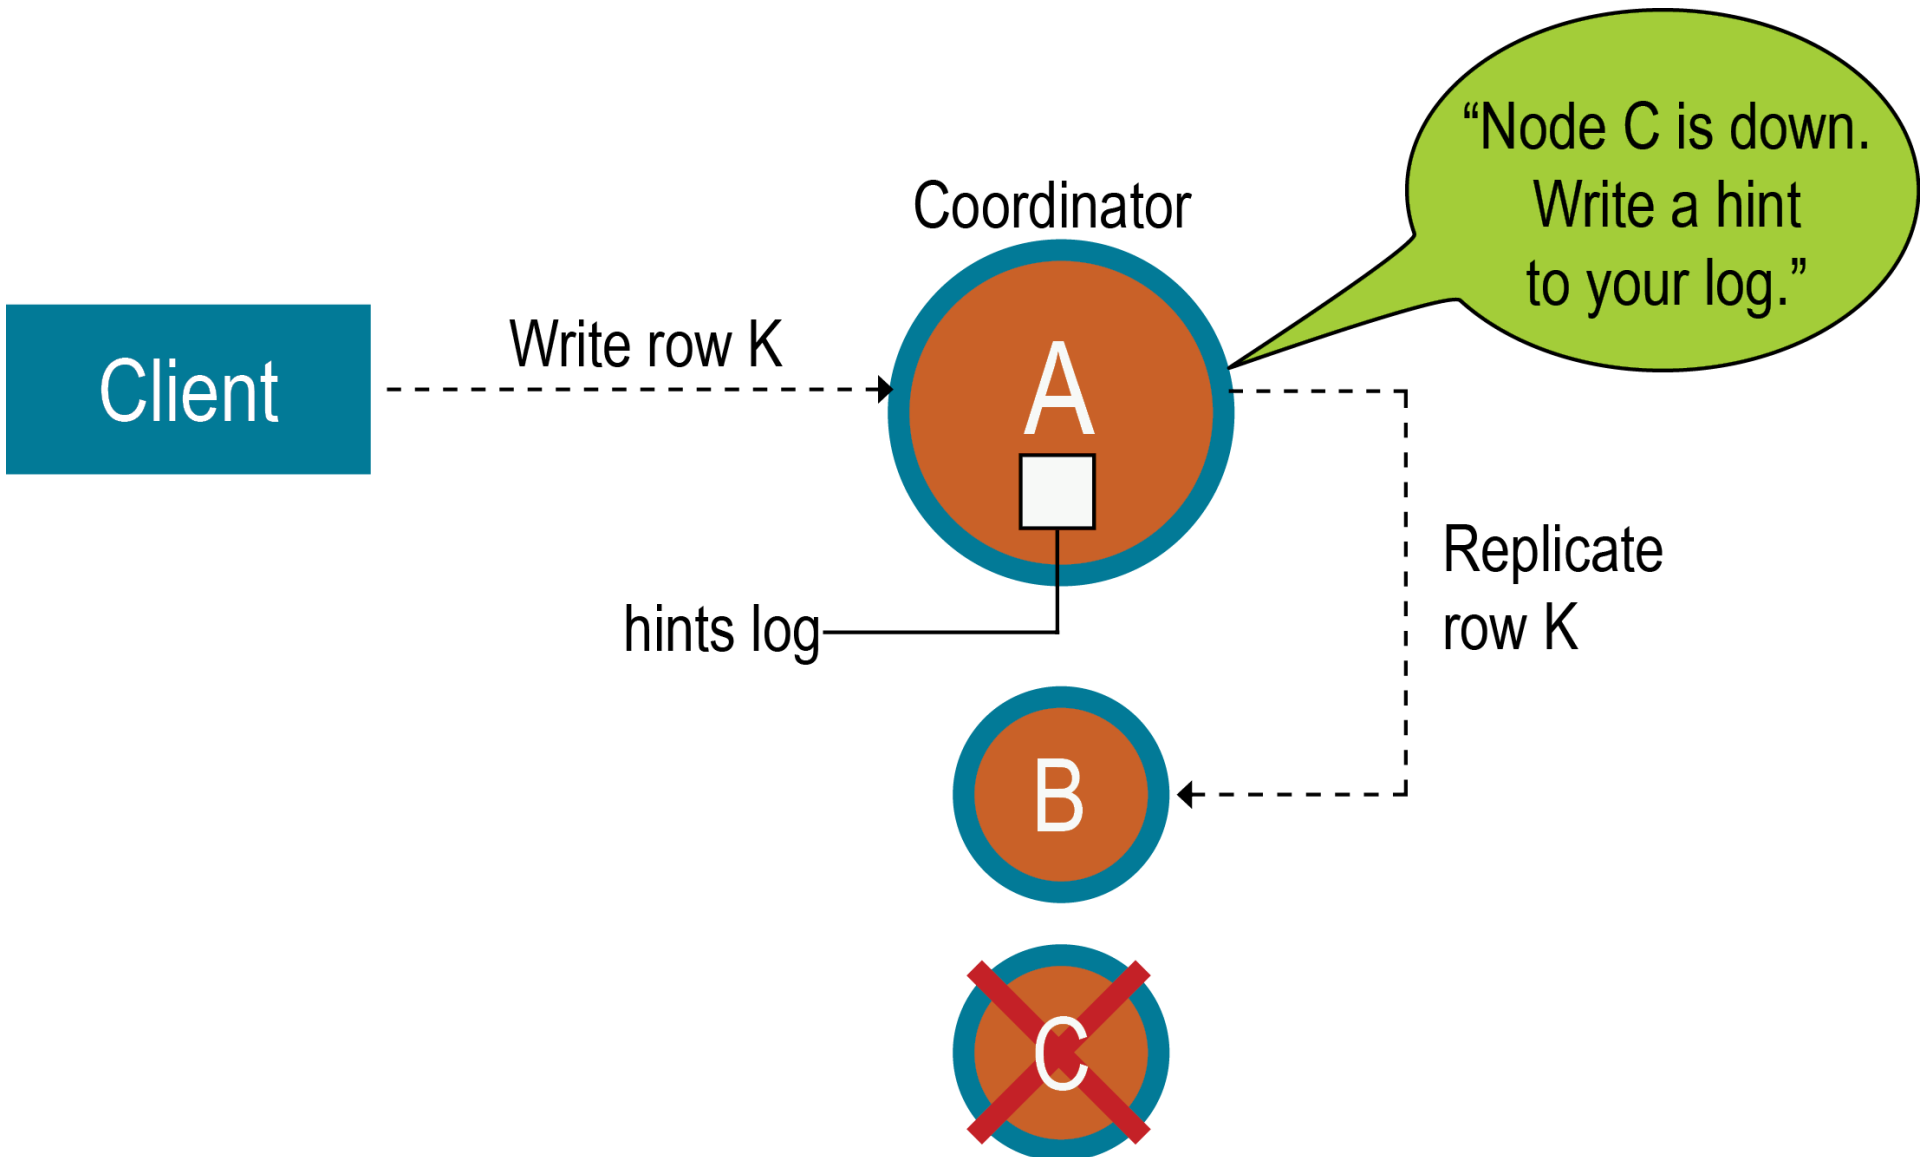 “Node C is down.
Write a hint
to your log.”
Coordinator
Client
Write row K
A
hints log
Replicate
row K
B
C